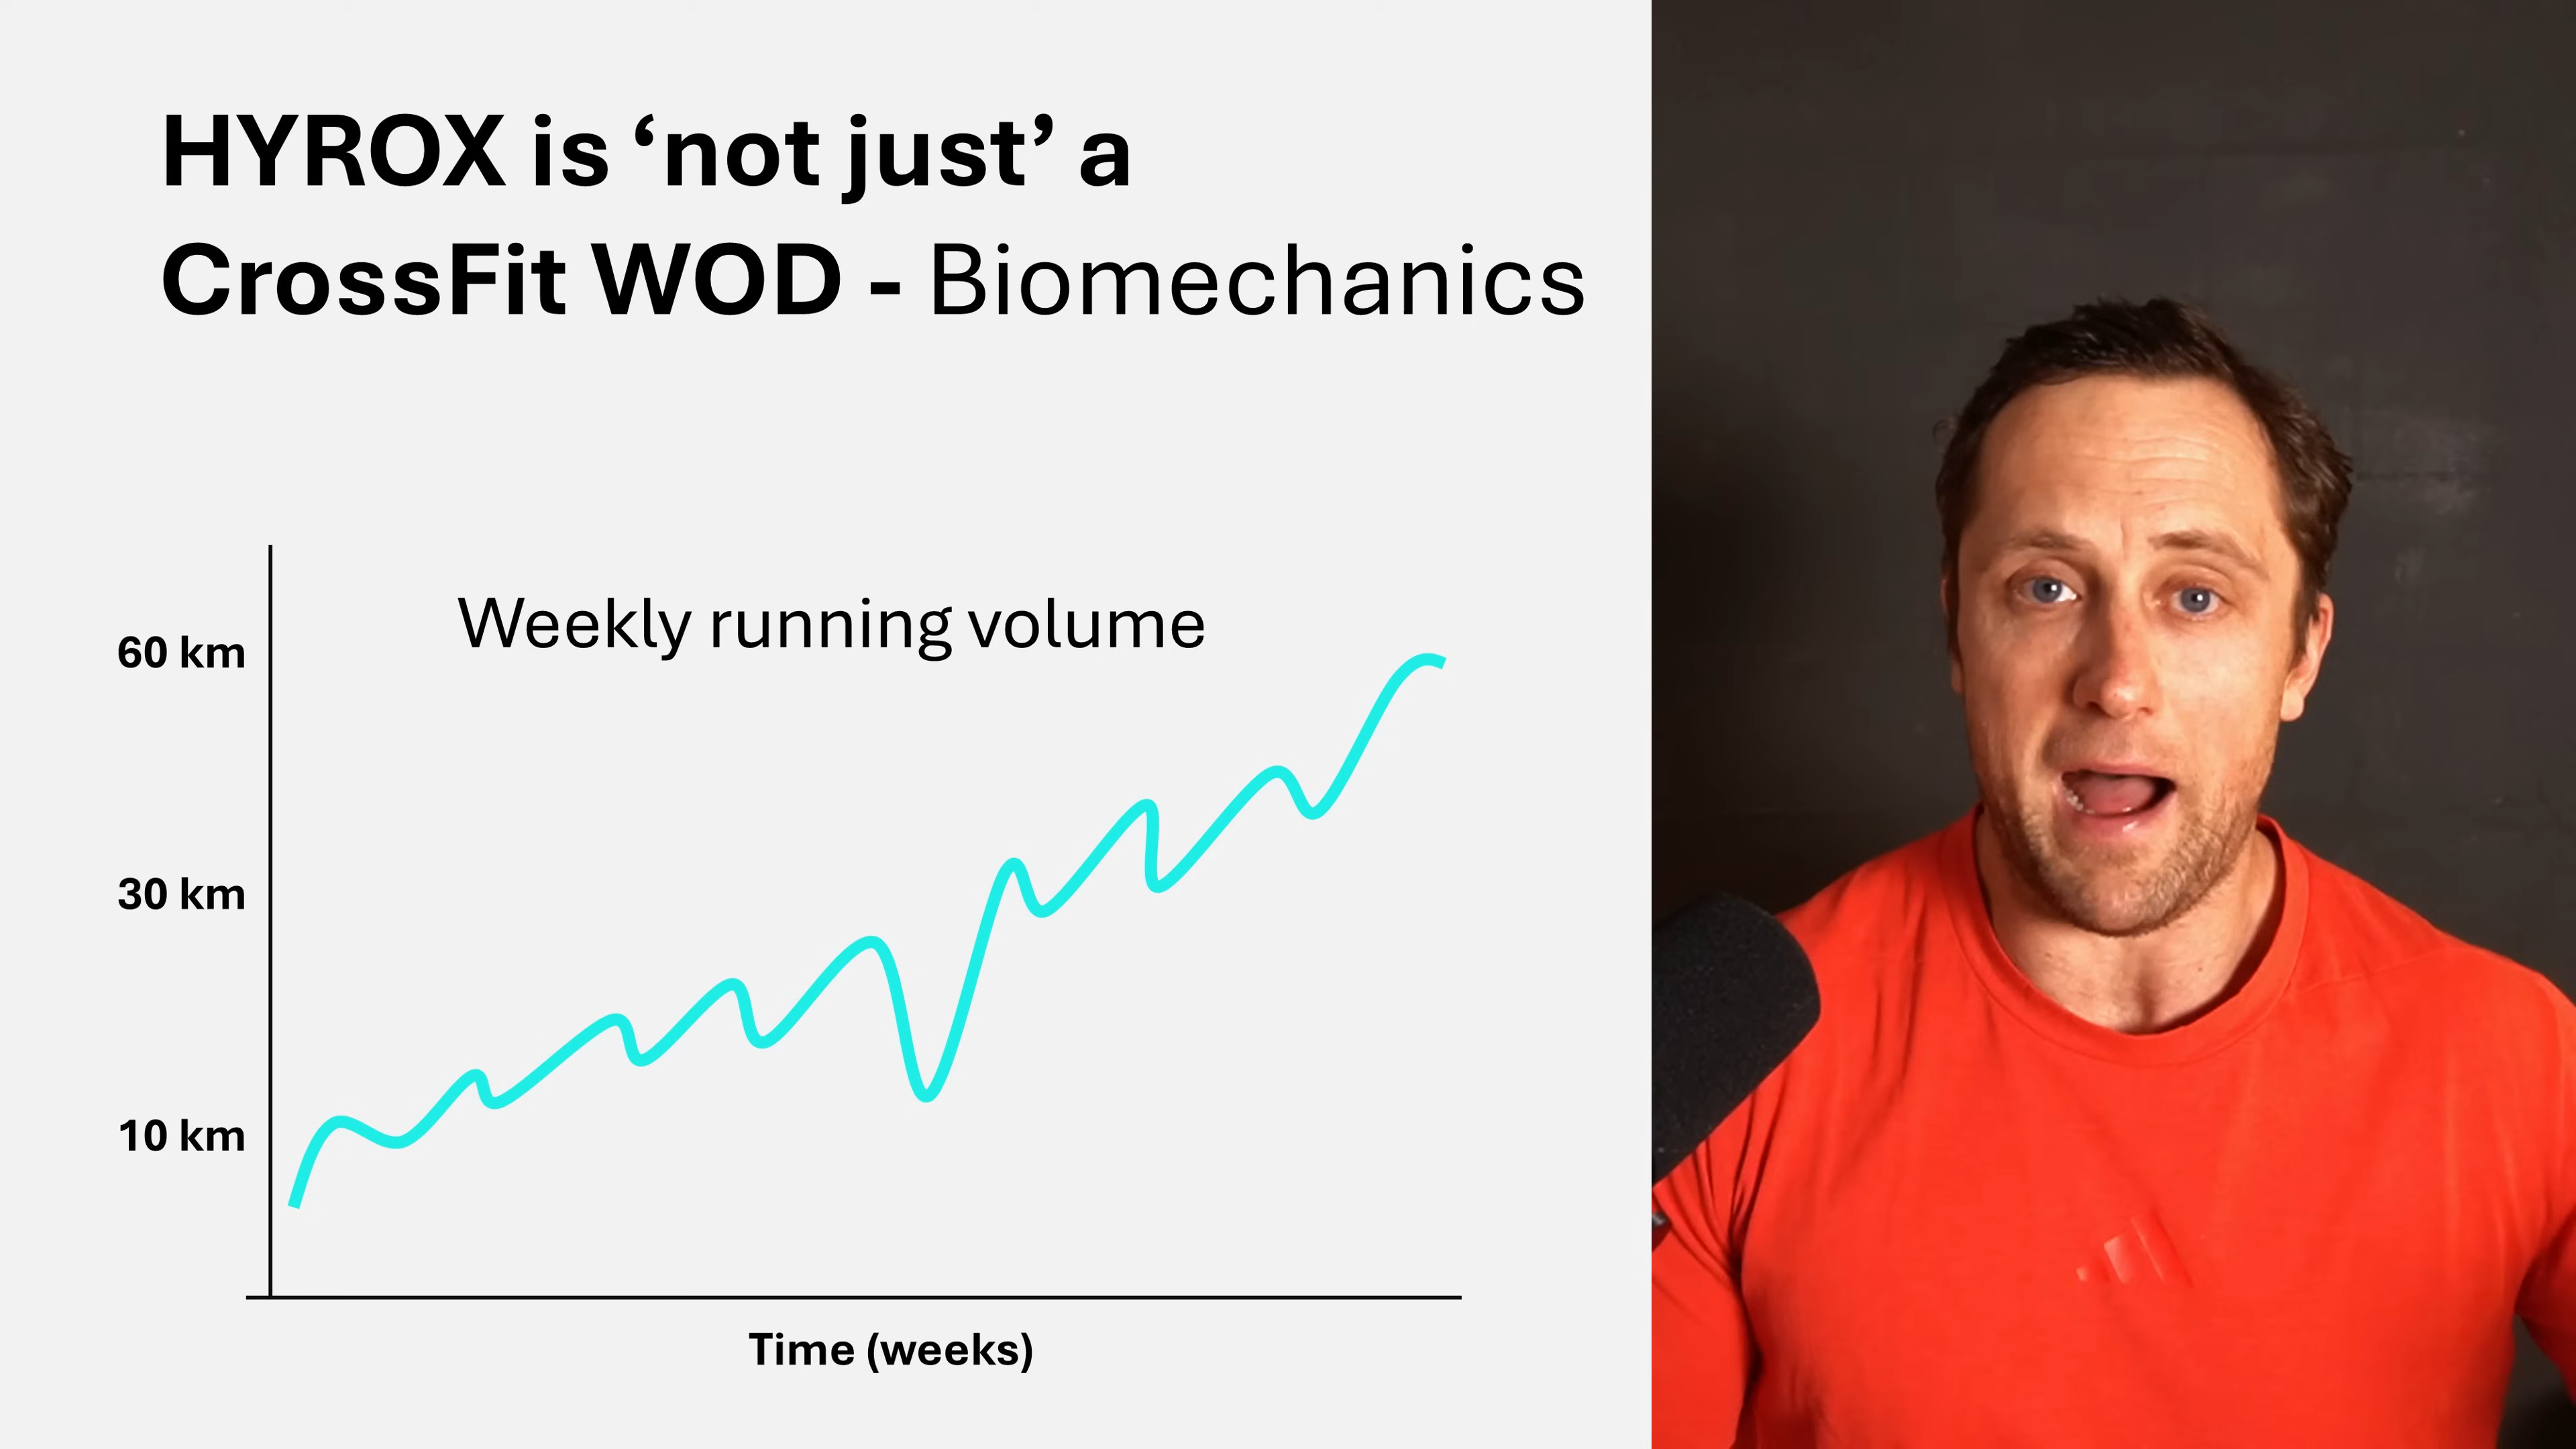 HYROX is ‘not just’ a
CrossFit WOD - Biomechanics
Weekly running volume
60 km
30 km
10 km
Time (weeks)